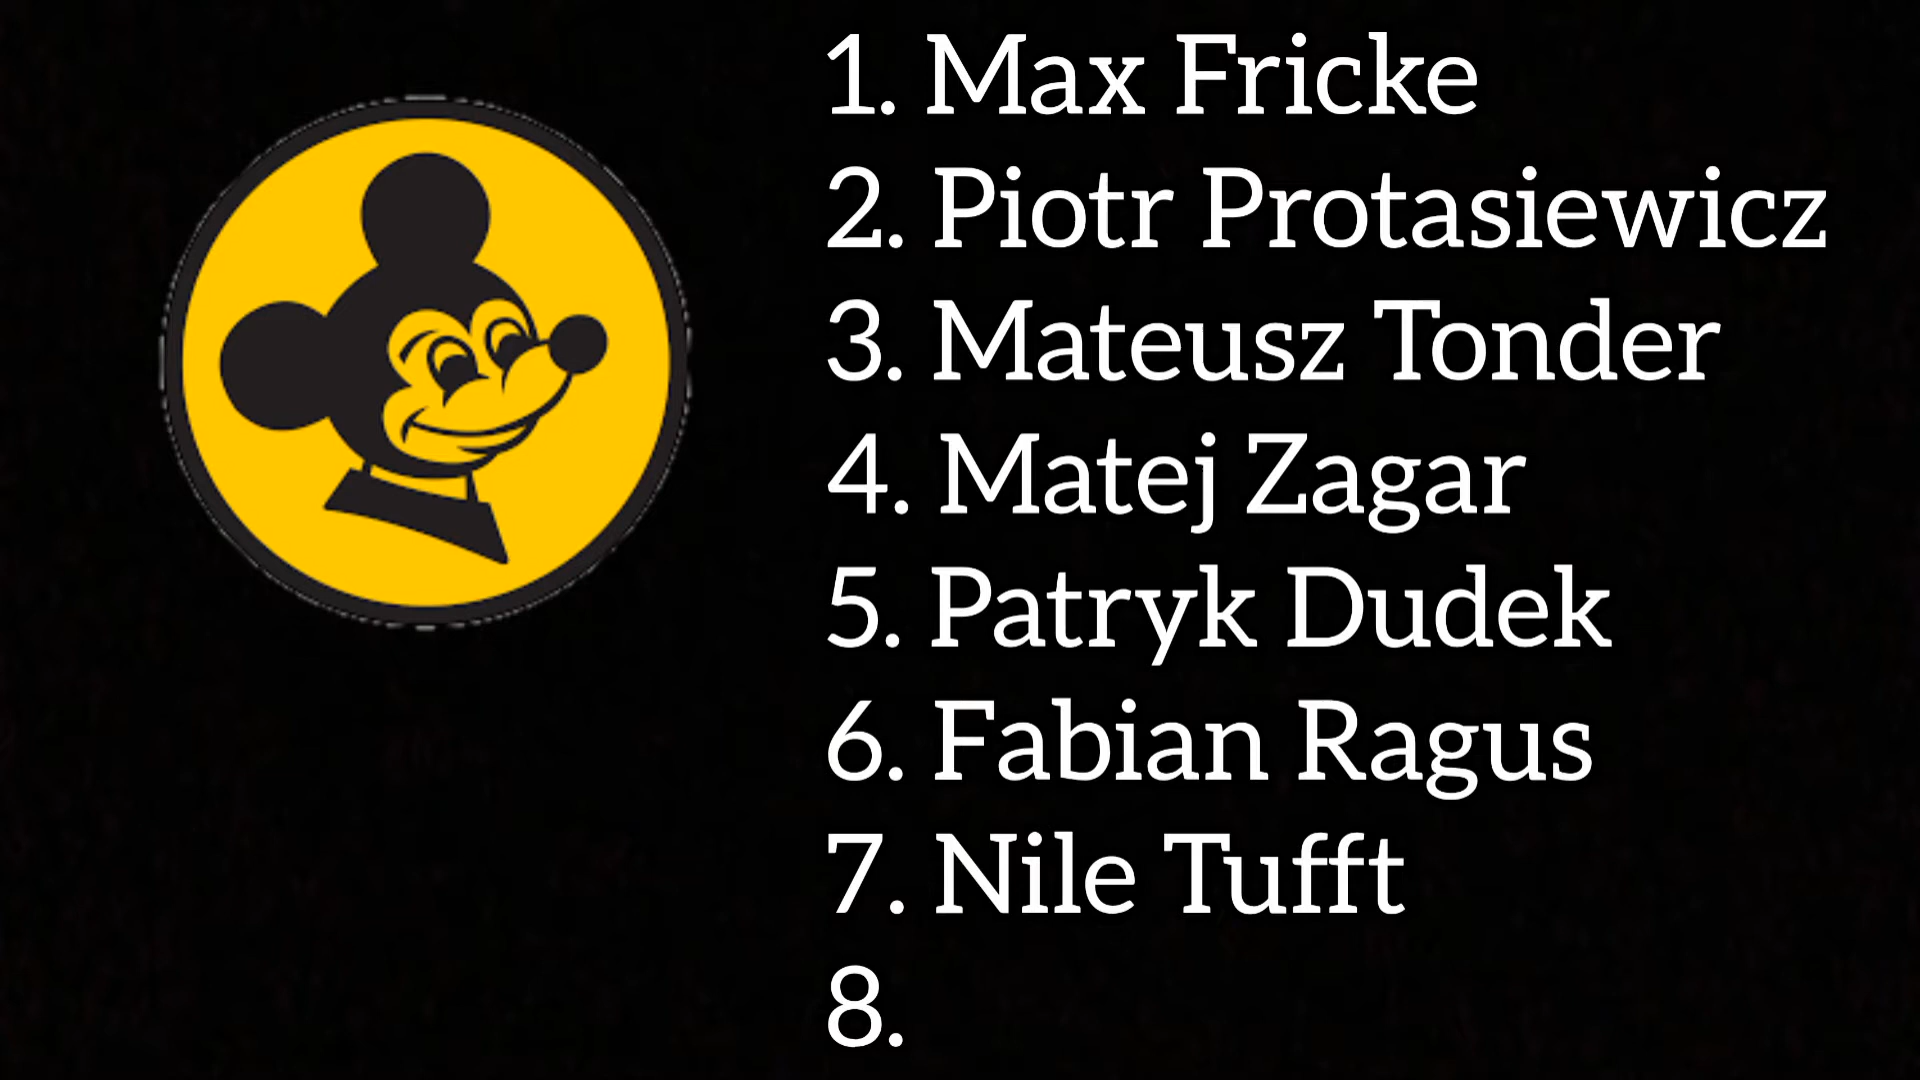 1. Max Fricke
2. Piotr Protasiewicz
3. Mateusz Tonder
4. Matej Zagar
5. Patryk Dudek
6. Fabian Ragus
7. Nile Tufft
8.